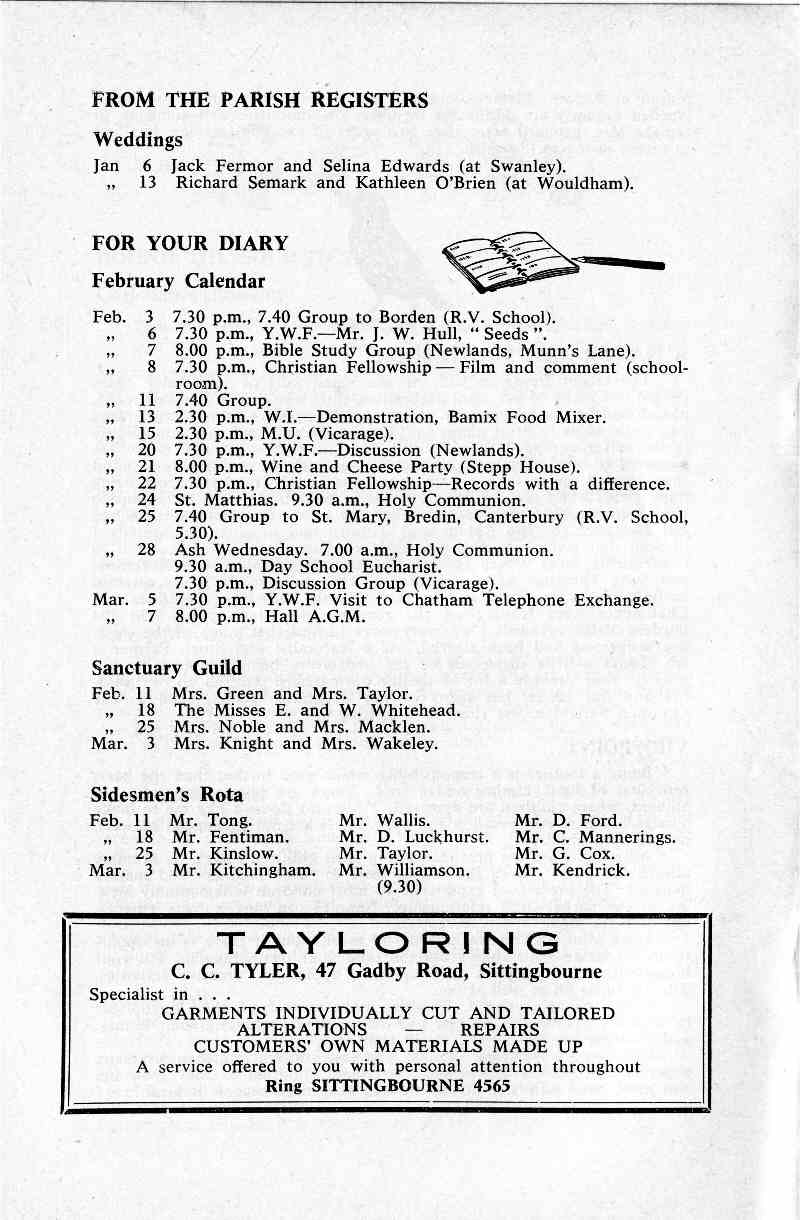 FROM THE PARISH REGISTERS
Weddings
Jan 6 Jack Fermor and Selina Edwards (at Swanley).
„ 13 Richard Semark and Kathleen O'Brien (at Wouldham).
FOR YOUR DIARY
February Calendar
Feb. 3 7.30 p.m., 7.40 Group to Borden (R.V. School).
„ 6 7.30 p.m., Y.W.F.—Mr. J. W. Hull, “ Seeds ”.
„ 7 8.00 p.m., Bible Study Group (Newlands, Munn's Lane).
„ 8 7.30 p.m., Christian Fellowship — Film and comment (school-
room).
„ 11 7.40 Group.
„ 13 2.30 p.m., W.I.—Demonstration, Bamix Food Mixer.
„ 15 2.30 p.m., M.U. (Vicarage).
„ 20 7.30 p.m., Y.W.F.—Discussion (Newlands).
„ 21 8.00 p.m., Wine and Cheese Party (Stepp House).
„ 22 7.30 p.m., Christian Fellowship—Records with a difference.
„ 24 St. Matthias. 9.30 a.m., Holy Communion.
„ 25 7.40 Group to St. Mary, Bredin, Canterbury (R.V. School,
5.30).
„ 28 Ash Wednesday. 7.00 a.m., Holy Communion.
9.30 a.m., Day School Eucharist.
7.30 p.m., Discussion Group (Vicarage).
Mar. 5 7.30 p.m., Y.W.F. Visit to Chatham Telephone Exchange.
„ 7 8.00 p.m., Hall A.G.M.
Sanctuary Guild
Feb. 11 Mrs. Green and Mrs. Taylor.
„ 18 The Misses E. and W. Whitehead.
„ 25 Mrs. Noble and Mrs. Macklen.
Mar. 3 Mrs. Knight and Mrs. Wakeley.
Sidesmen's Rota
Feb. 11 Mr. Tong. Mr. Wallis. Mr. D. Ford.
„ 18 Mr. Fentiman. Mr. D. Luckhurst. Mr. C. Mannerings.
„ 25 Mr. Kinslow. Mr. Taylor. Mr. G. Cox.
Mar. 3 Mr. Kitchingham. Mr. Williamson. Mr. Kendrick.
(9.30)
TAYLORING
C. C. TYLER, 47 Gadby Road, Sittingbourne
Specialist in . . .
GARMENTS INDIVIDUALLY CUT AND TAILORED
ALTERATIONS — REPAIRS
CUSTOMERS' OWN MATERIALS MADE UP
A service offered to you with personal attention throughout
Ring SITTINGBOURNE 4565